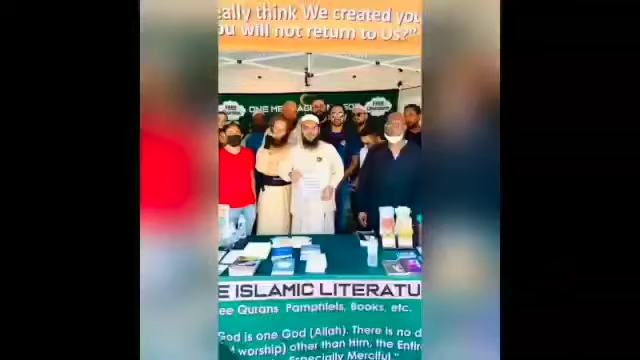 eally think We created you
ou will not return to Us?"
ONE MESSAGE
FREE
FREE
E ISLAMIC LITERATU
ee Qurans Pamphlets, Books, etc.
God is one God (Allah). There is no d
worship) other than Him, the Entire
Especially Merciful."